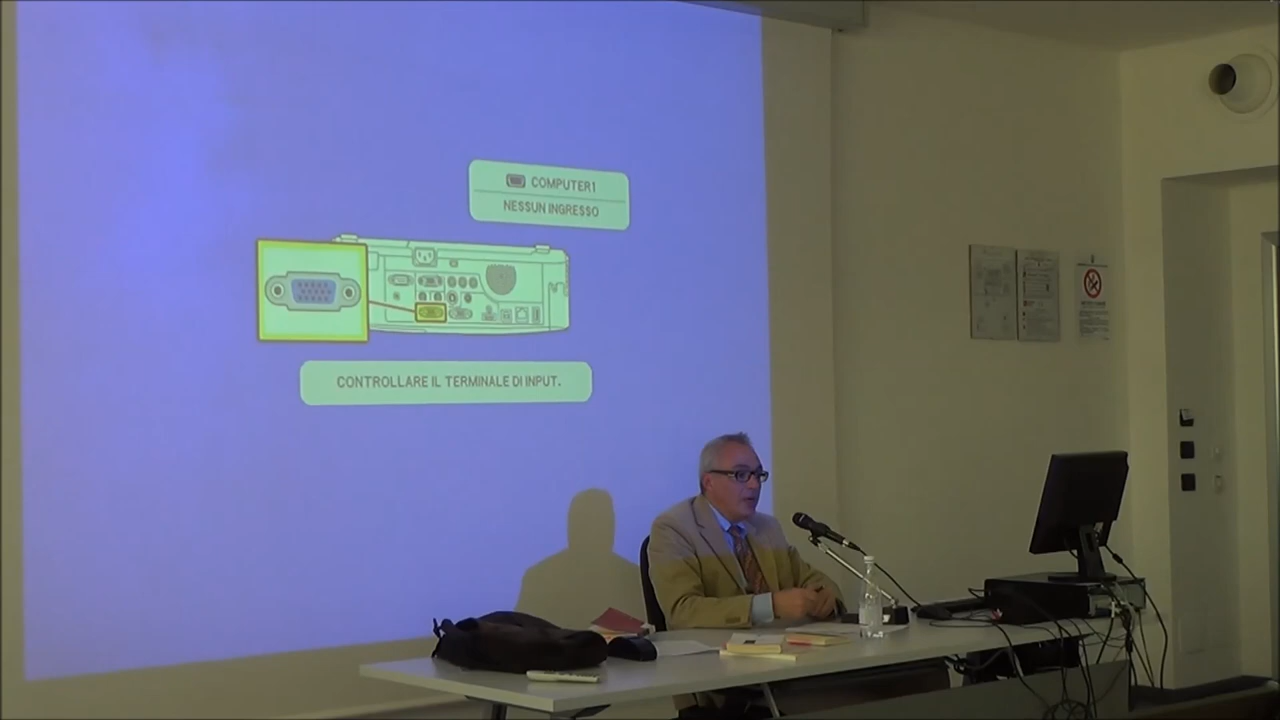 COMPUTER1
NESSUN INGRESSO
CONTROLLARE IL TERMINALE DI INPUT.